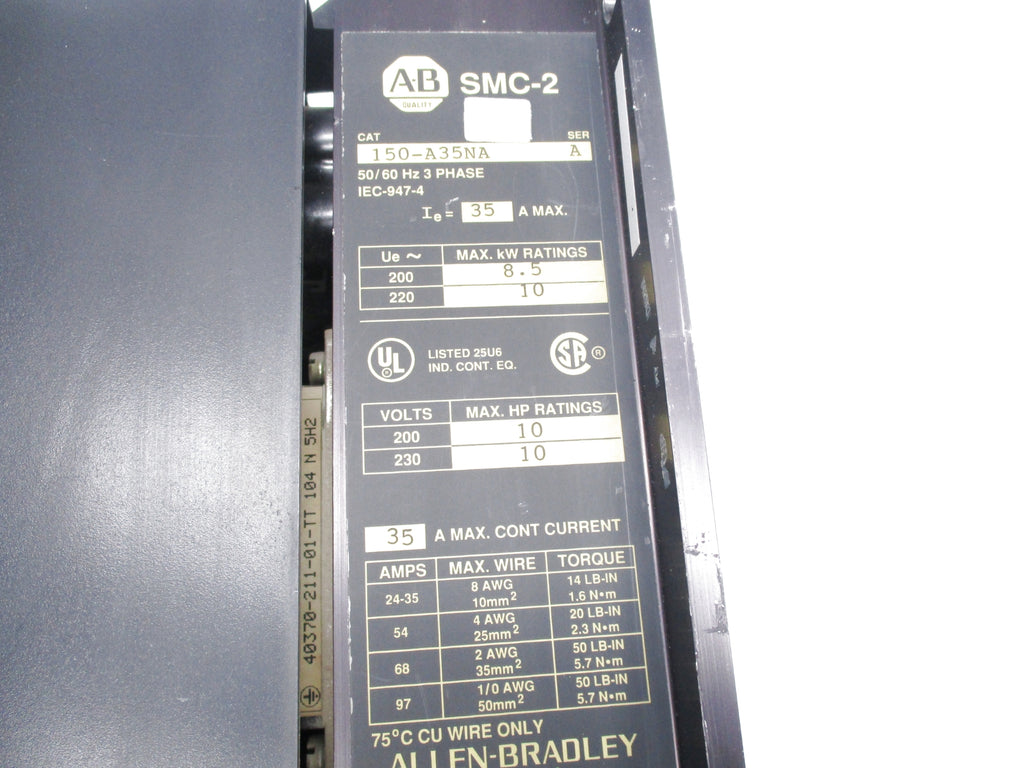 A-B QUALITY SMC-2
CAT SER
150-A35NA A
50/60 Hz 3 PHASE
IEC-947-4
Ie = 35 A MAX.
Ue ~ MAX. kW RATINGS
200 8.5
220 10
UL ® LISTED 25U6
IND. CONT. EQ.
SA ®
VOLTS MAX. HP RATINGS
200 10
230 10
35 A MAX. CONT CURRENT
AMPS MAX. WIRE TORQUE
24-35 8 AWG 10mm² 14 LB-IN 1.6 N•m
54 4 AWG 25mm² 20 LB-IN 2.3 N•m
68 2 AWG 35mm² 50 LB-IN 5.7 N•m
97 1/0 AWG 50mm² 50 LB-IN 5.7 N•m
75°C CU WIRE ONLY
ALLEN-BRADLEY
40370-211-01-TT 104 N 5H2